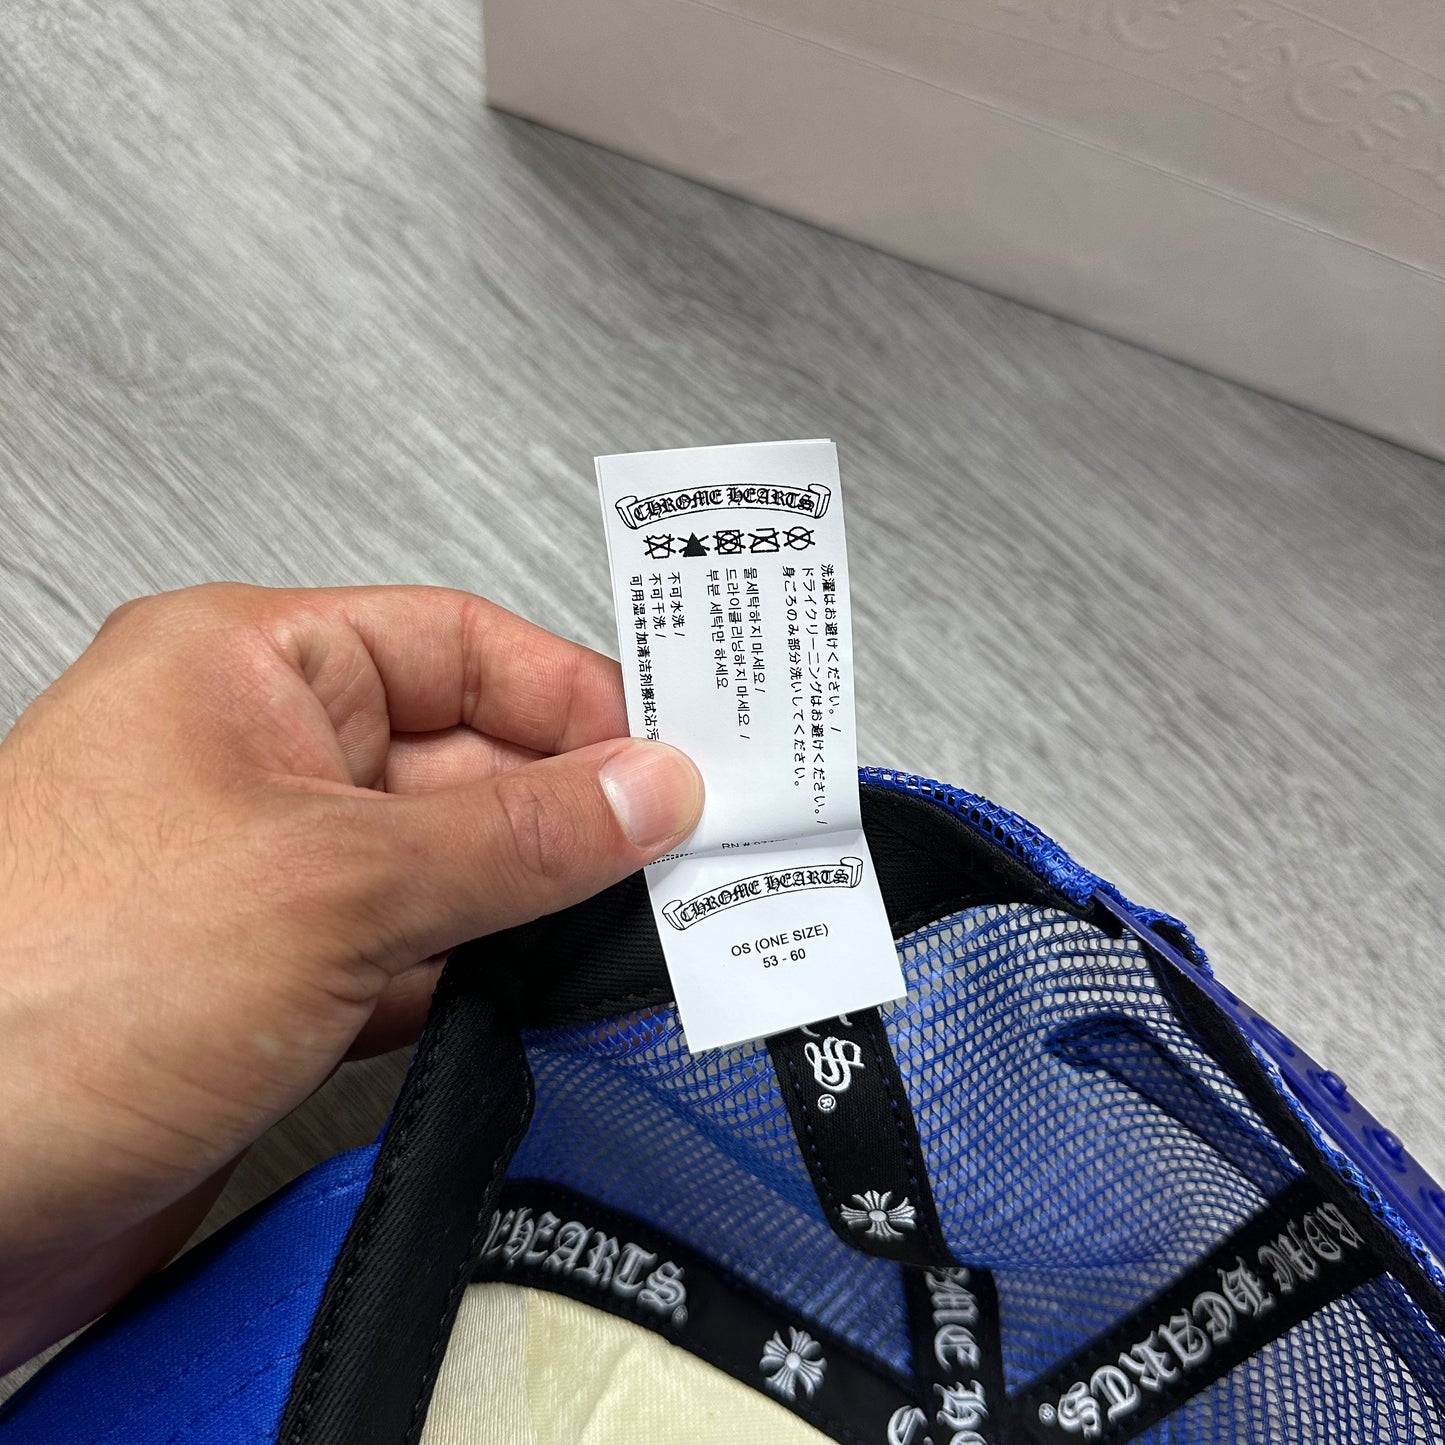 CHROME HEARTS
洗濯はお避けください。/
ドライクリーニングはお避けください。/
身ごろのみ部分洗いしてください。
물세탁하지 마세요/
드라이클리닝하지 마세요 /
부분 세탁만 하세요
不可水洗/
不可干洗/
可用湿布加清洁剂擦拭沾污
RN #
CHROME HEARTS
OS (ONE SIZE)
53 - 60
TS®
HEARTS®
ROME HEARTS®